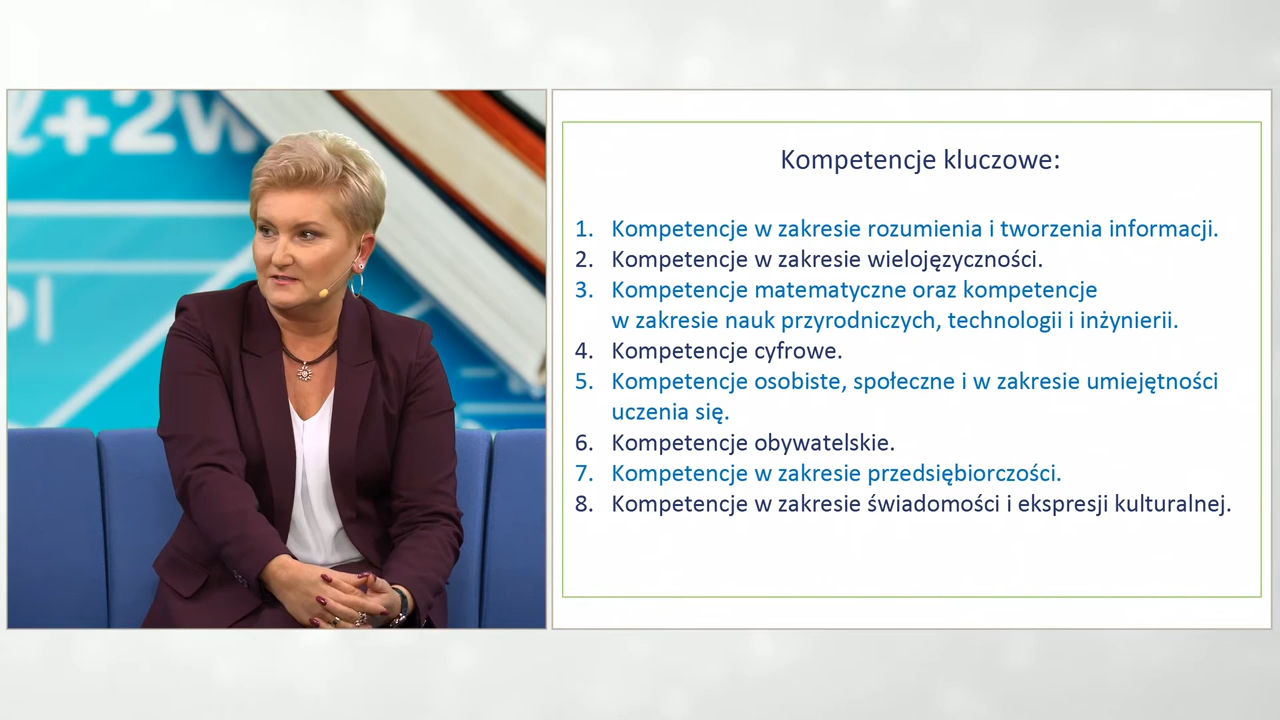 l+2w
Kompetencje kluczowe:
1. Kompetencje w zakresie rozumienia i tworzenia informacji.
2. Kompetencje w zakresie wielojęzyczności.
3. Kompetencje matematyczne oraz kompetencje
w zakresie nauk przyrodniczych, technologii i inżynierii.
4. Kompetencje cyfrowe.
5. Kompetencje osobiste, społeczne i w zakresie umiejętności
uczenia się.
6. Kompetencje obywatelskie.
7. Kompetencje w zakresie przedsiębiorczości.
8. Kompetencje w zakresie świadomości i ekspresji kulturalnej.